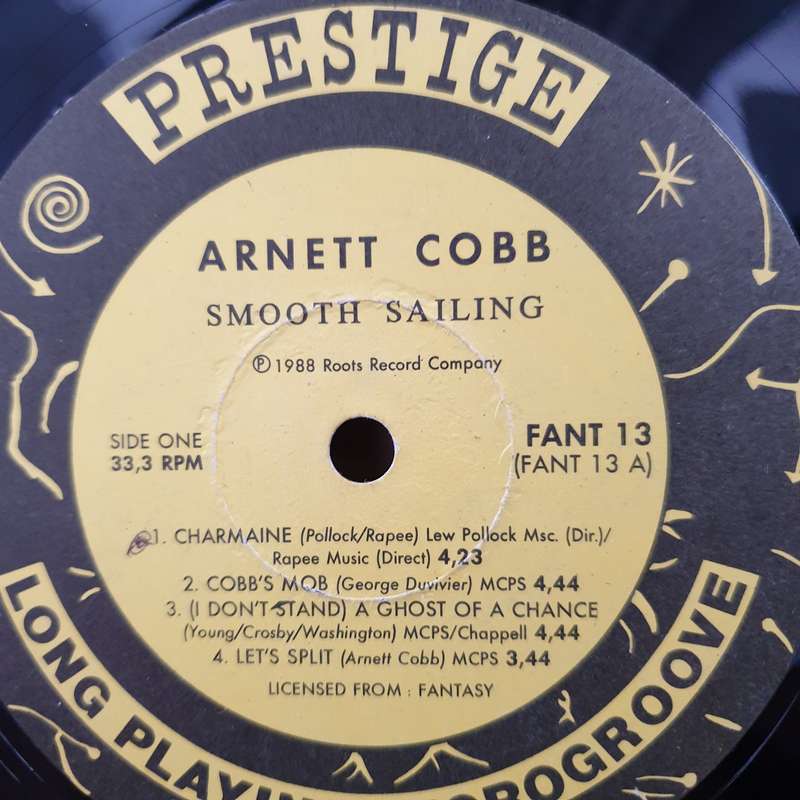 PRESTIGE
ARNETT COBB
SMOOTH SAILING
℗ 1988 Roots Record Company
SIDE ONE
33,3 RPM
FANT 13
(FANT 13 A)
1. CHARMAINE (Pollock/Rapee) Lew Pollock Msc. (Dir.)/
Rapee Music (Direct) 4,23
2. COBB'S MOB (George Duvivier) MCPS 4,44
3. (I DON'T STAND) A GHOST OF A CHANCE
(Young/Crosby/Washington) MCPS/Chappell 4,44
4. LET'S SPLIT (Arnett Cobb) MCPS 3,44
LICENSED FROM : FANTASY
LONG